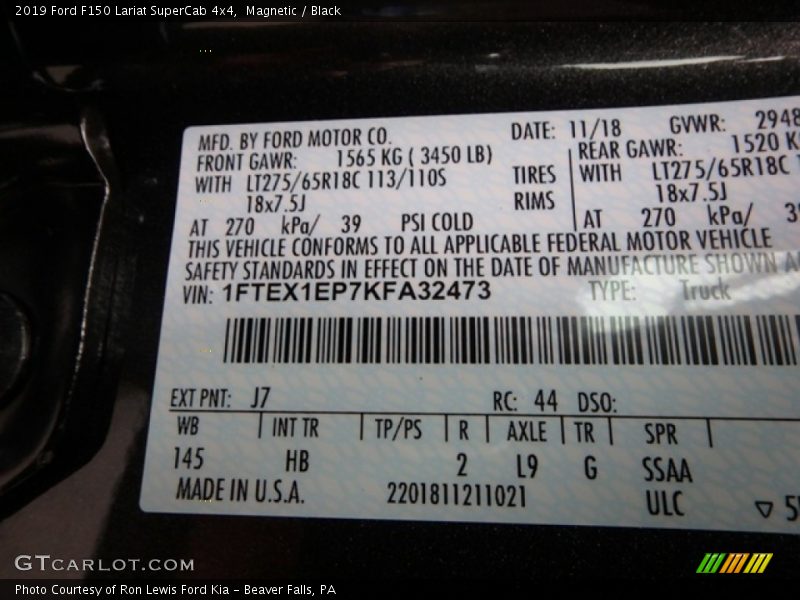 2019 Ford F150 Lariat SuperCab 4x4, Magnetic / Black
MFD. BY FORD MOTOR CO. DATE: 11/18 GVWR: 2948
FRONT GAWR: 1565 KG ( 3450 LB) REAR GAWR: 1520 K
WITH LT275/65R18C 113/110S TIRES WITH LT275/65R18C 1
18x7.5J RIMS 18x7.5J
AT 270 kPa/ 39 PSI COLD AT 270 kPa/ 39
THIS VEHICLE CONFORMS TO ALL APPLICABLE FEDERAL MOTOR VEHICLE
SAFETY STANDARDS IN EFFECT ON THE DATE OF MANUFACTURE SHOWN A
VIN: 1FTEX1EP7KFA32473 TYPE: Truck
EXT PNT: J7 RC: 44 DSO:
WB INT TR TP/PS R AXLE TR SPR
145 HB 2 L9 G SSAA
MADE IN U.S.A. 2201811211021 ULC ▽ 5
GTCARLOT.COM
Photo Courtesy of Ron Lewis Ford Kia – Beaver Falls, PA